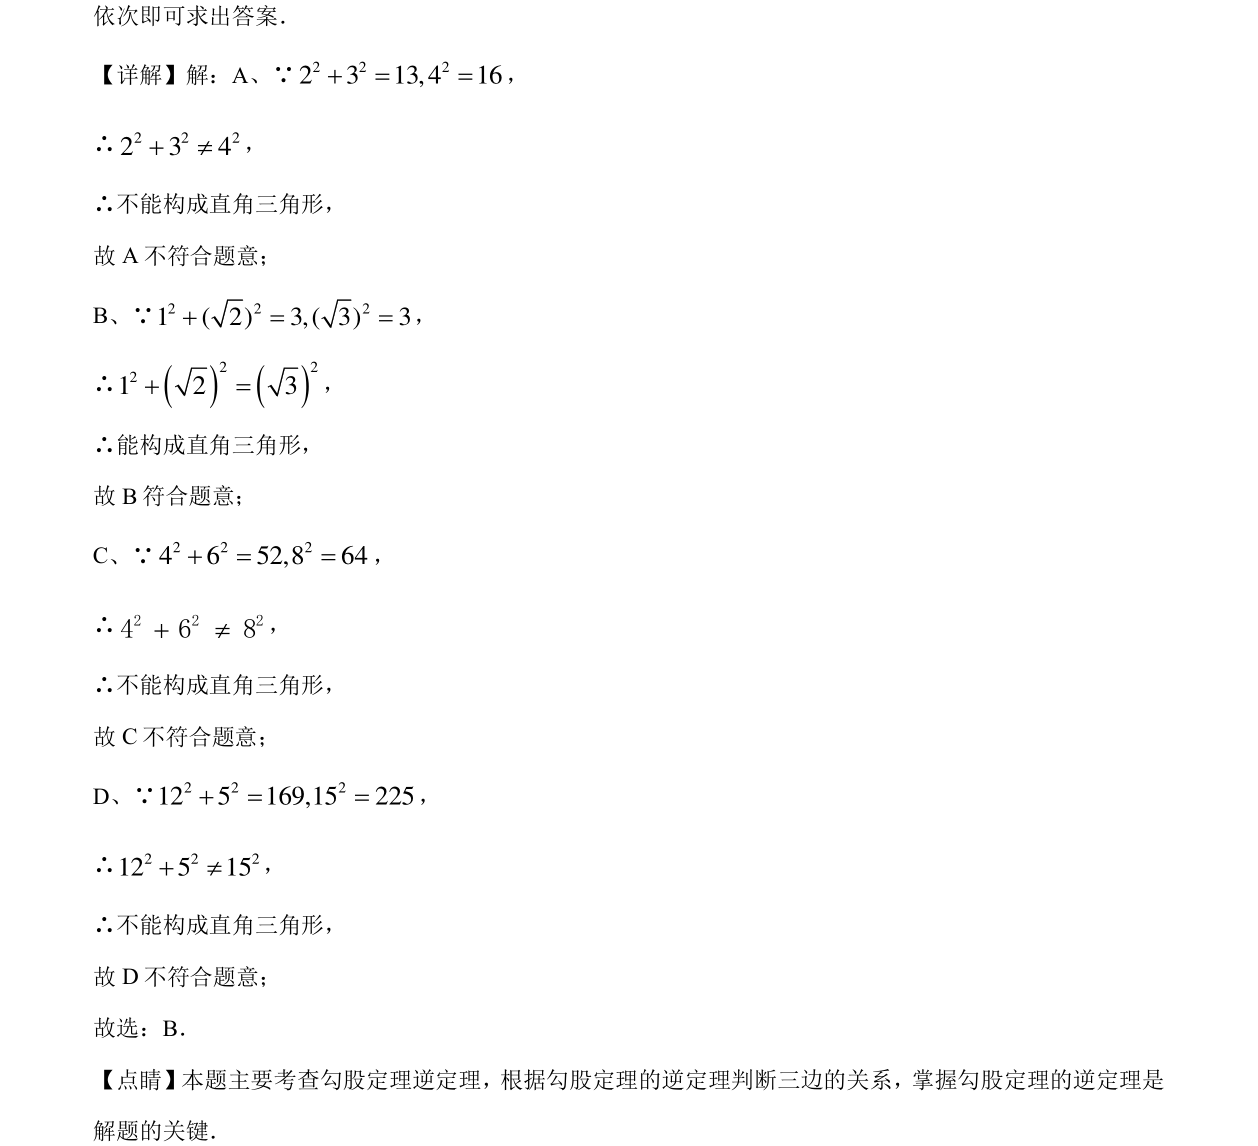 依次即可求出答案．
【详解】解：A、∵ 2² + 3² = 13, 4² = 16，
∴ 2² + 3² ≠ 4²，
∴不能构成直角三角形，
故 A 不符合题意；
B、∵ 1² + (√2)² = 3, (√3)² = 3，
∴ 1² + (√2)² = (√3)²，
∴能构成直角三角形，
故 B 符合题意；
C、∵ 4² + 6² = 52, 8² = 64，
∴ 4² + 6² ≠ 8²，
∴不能构成直角三角形，
故 C 不符合题意；
D、∵ 12² + 5² = 169, 15² = 225，
∴ 12² + 5² ≠ 15²，
∴不能构成直角三角形，
故 D 不符合题意；
故选：B．
【点睛】本题主要考查勾股定理逆定理，根据勾股定理的逆定理判断三边的关系，掌握勾股定理的逆定理是
解题的关键．